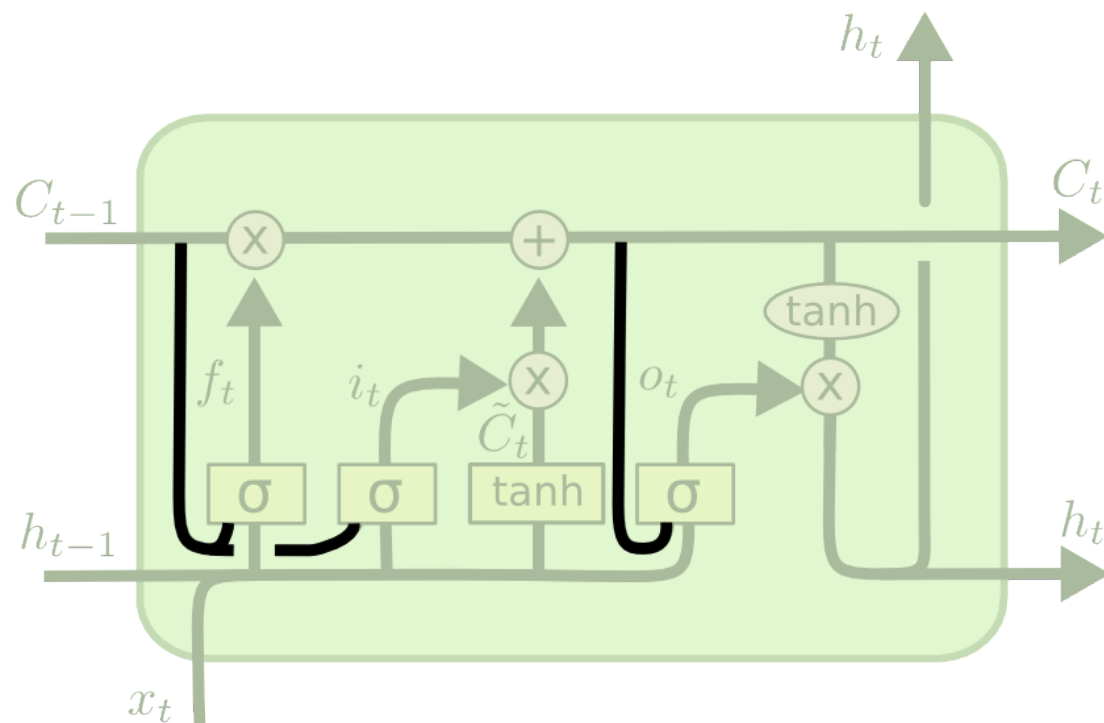 h_t
C_{t-1}
x
+
C_t
tanh
f_t
i_t
x
o_t
x
C̃_t
σ
σ
tanh
σ
h_{t-1}
h_t
x_t